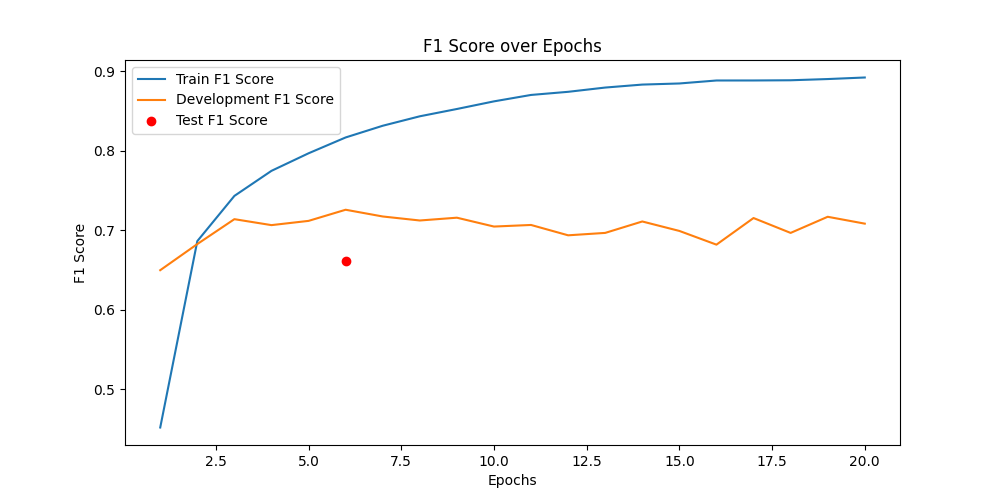 F1 Score over Epochs
Train F1 Score
Development F1 Score
Test F1 Score
0.9
0.8
0.7
0.6
0.5
F1 Score
2.5 5.0 7.5 10.0 12.5 15.0 17.5 20.0
Epochs